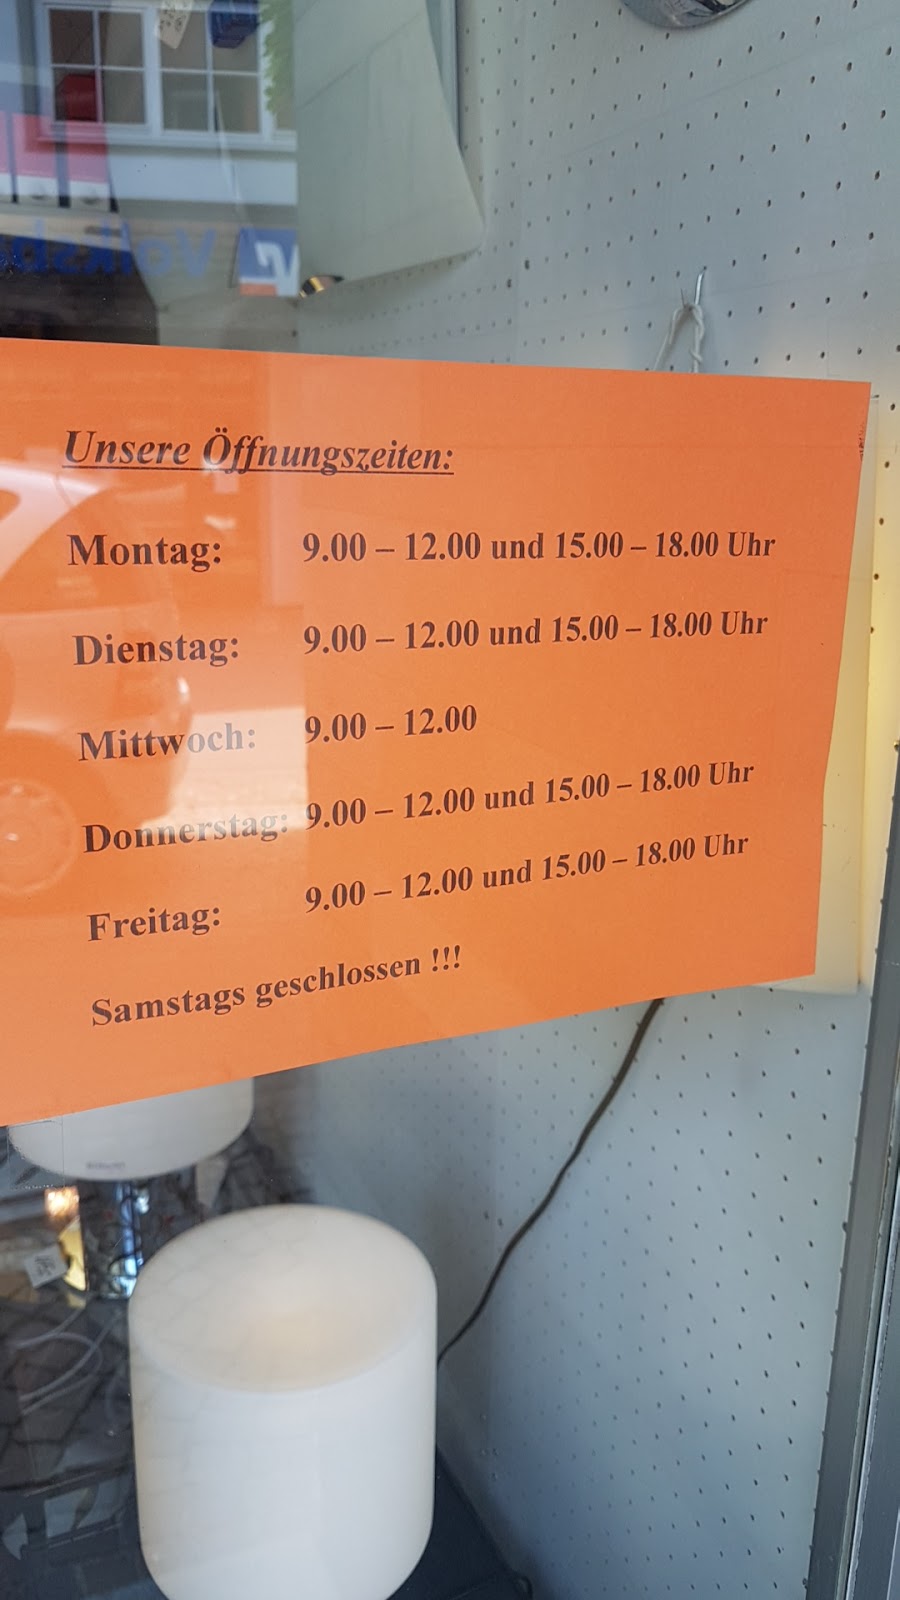 Volksb
Unsere Öffnungszeiten:
Montag: 9.00 – 12.00 und 15.00 – 18.00 Uhr
Dienstag: 9.00 – 12.00 und 15.00 – 18.00 Uhr
Mittwoch: 9.00 – 12.00
Donnerstag: 9.00 – 12.00 und 15.00 – 18.00 Uhr
Freitag: 9.00 – 12.00 und 15.00 – 18.00 Uhr
Samstags geschlossen !!!